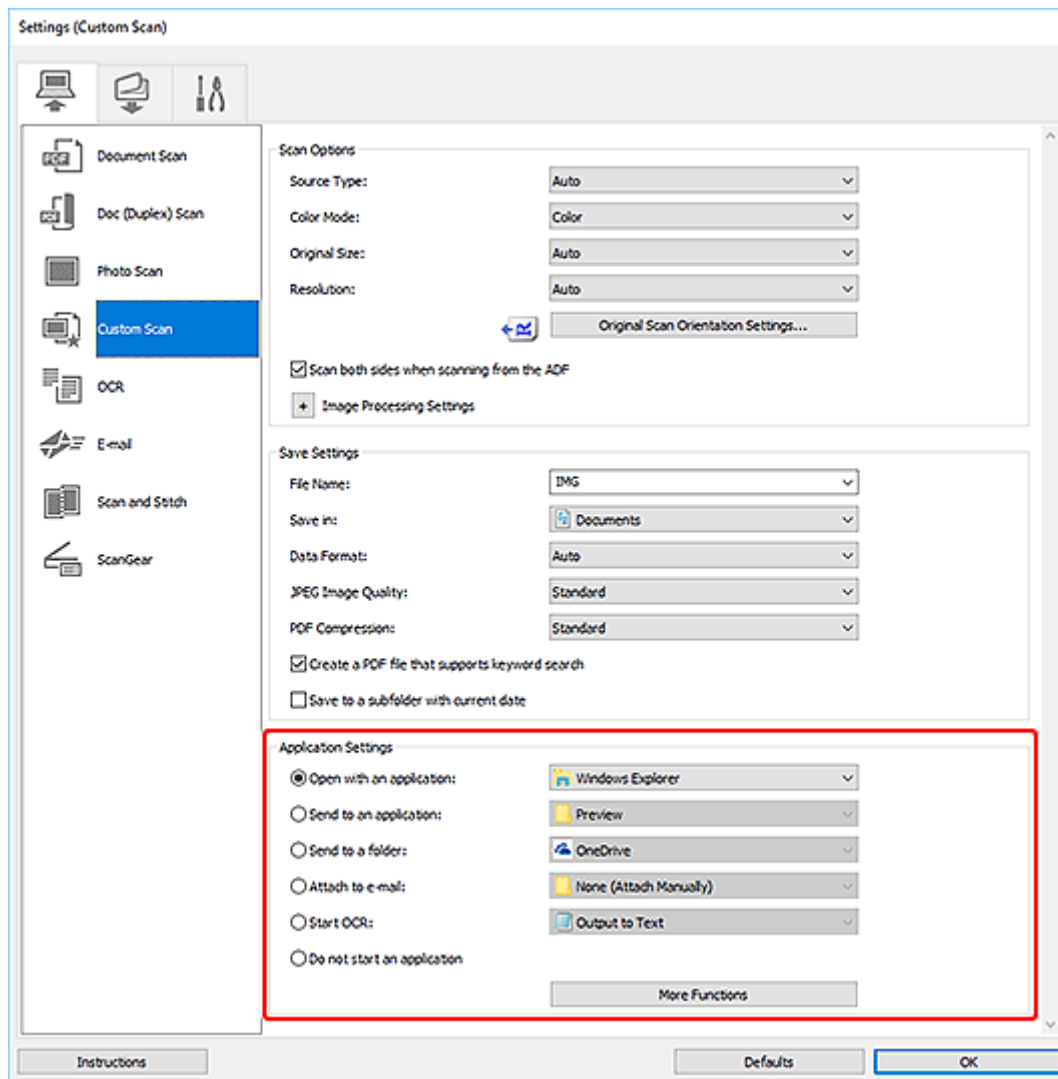 Settings (Custom Scan)
Document Scan
Doc (Duplex) Scan
Photo Scan
Custom Scan
OCR
E-mail
Scan and Stitch
ScanGear
Scan Options
Source Type: Auto
Color Mode: Color
Original Size: Auto
Resolution: Auto
Original Scan Orientation Settings...
Scan both sides when scanning from the ADF
+ Image Processing Settings
Save Settings
File Name: IMG
Save in: Documents
Data Format: Auto
JPEG Image Quality: Standard
PDF Compression: Standard
Create a PDF file that supports keyword search
Save to a subfolder with current date
Application Settings
Open with an application: Windows Explorer
Send to an application: Preview
Send to a folder: OneDrive
Attach to e-mail: None (Attach Manually)
Start OCR: Output to Text
Do not start an application
More Functions
Instructions Defaults OK